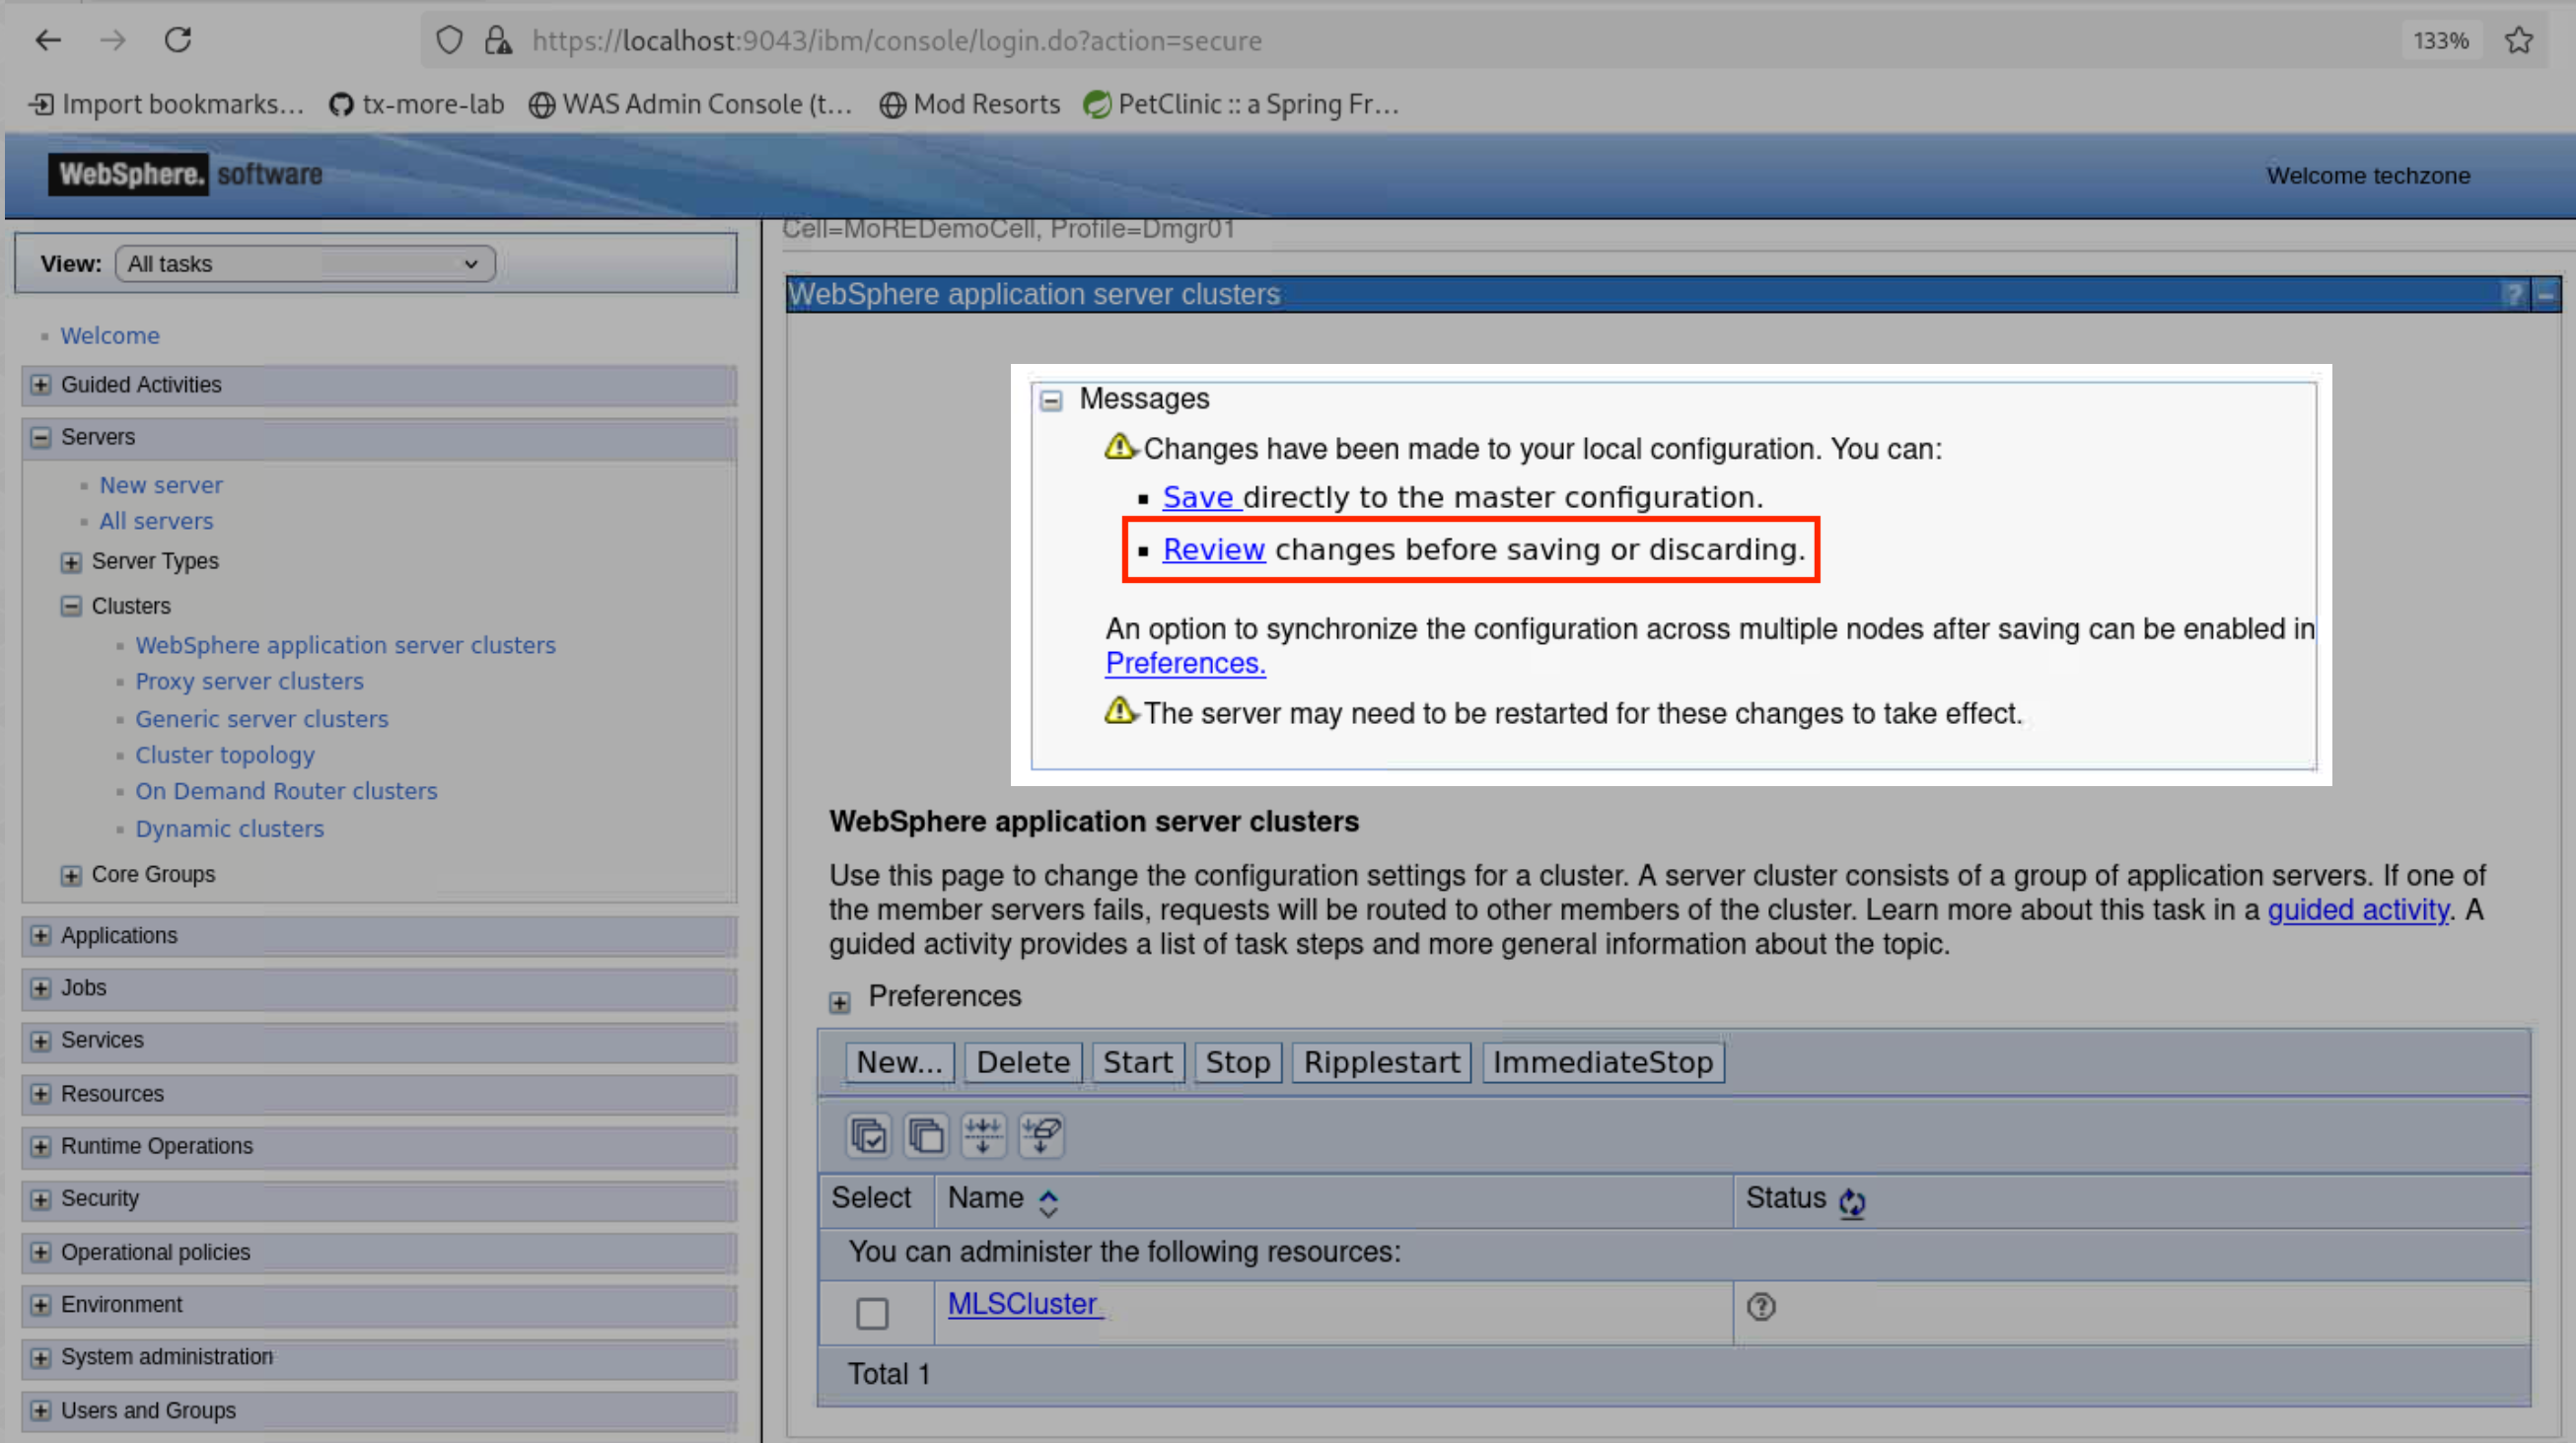 https://localhost:9043/ibm/console/login.do?action=secure
133%
Import bookmarks...
tx-more-lab
WAS Admin Console (t...
Mod Resorts
PetClinic :: a Spring Fr...
WebSphere. software
Welcome techzone
View: All tasks
Welcome
Guided Activities
Servers
New server
All servers
Server Types
Clusters
WebSphere application server clusters
Proxy server clusters
Generic server clusters
Cluster topology
On Demand Router clusters
Dynamic clusters
Core Groups
Applications
Jobs
Services
Resources
Runtime Operations
Security
Operational policies
Environment
System administration
Users and Groups
Cell=MoREDemoCell, Profile=Dmgr01
WebSphere application server clusters
?
Messages
Changes have been made to your local configuration. You can:
Save directly to the master configuration.
Review changes before saving or discarding.
An option to synchronize the configuration across multiple nodes after saving can be enabled in
Preferences.
The server may need to be restarted for these changes to take effect.
WebSphere application server clusters
Use this page to change the configuration settings for a cluster. A server cluster consists of a group of application servers. If one of
the member servers fails, requests will be routed to other members of the cluster. Learn more about this task in a guided activity. A
guided activity provides a list of task steps and more general information about the topic.
Preferences
New... Delete Start Stop Ripplestart ImmediateStop
Select Name Status
You can administer the following resources:
MLSCluster
Total 1